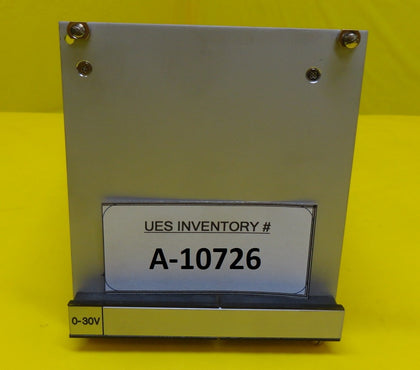 UES INVENTORY #
A-10726
0-30V